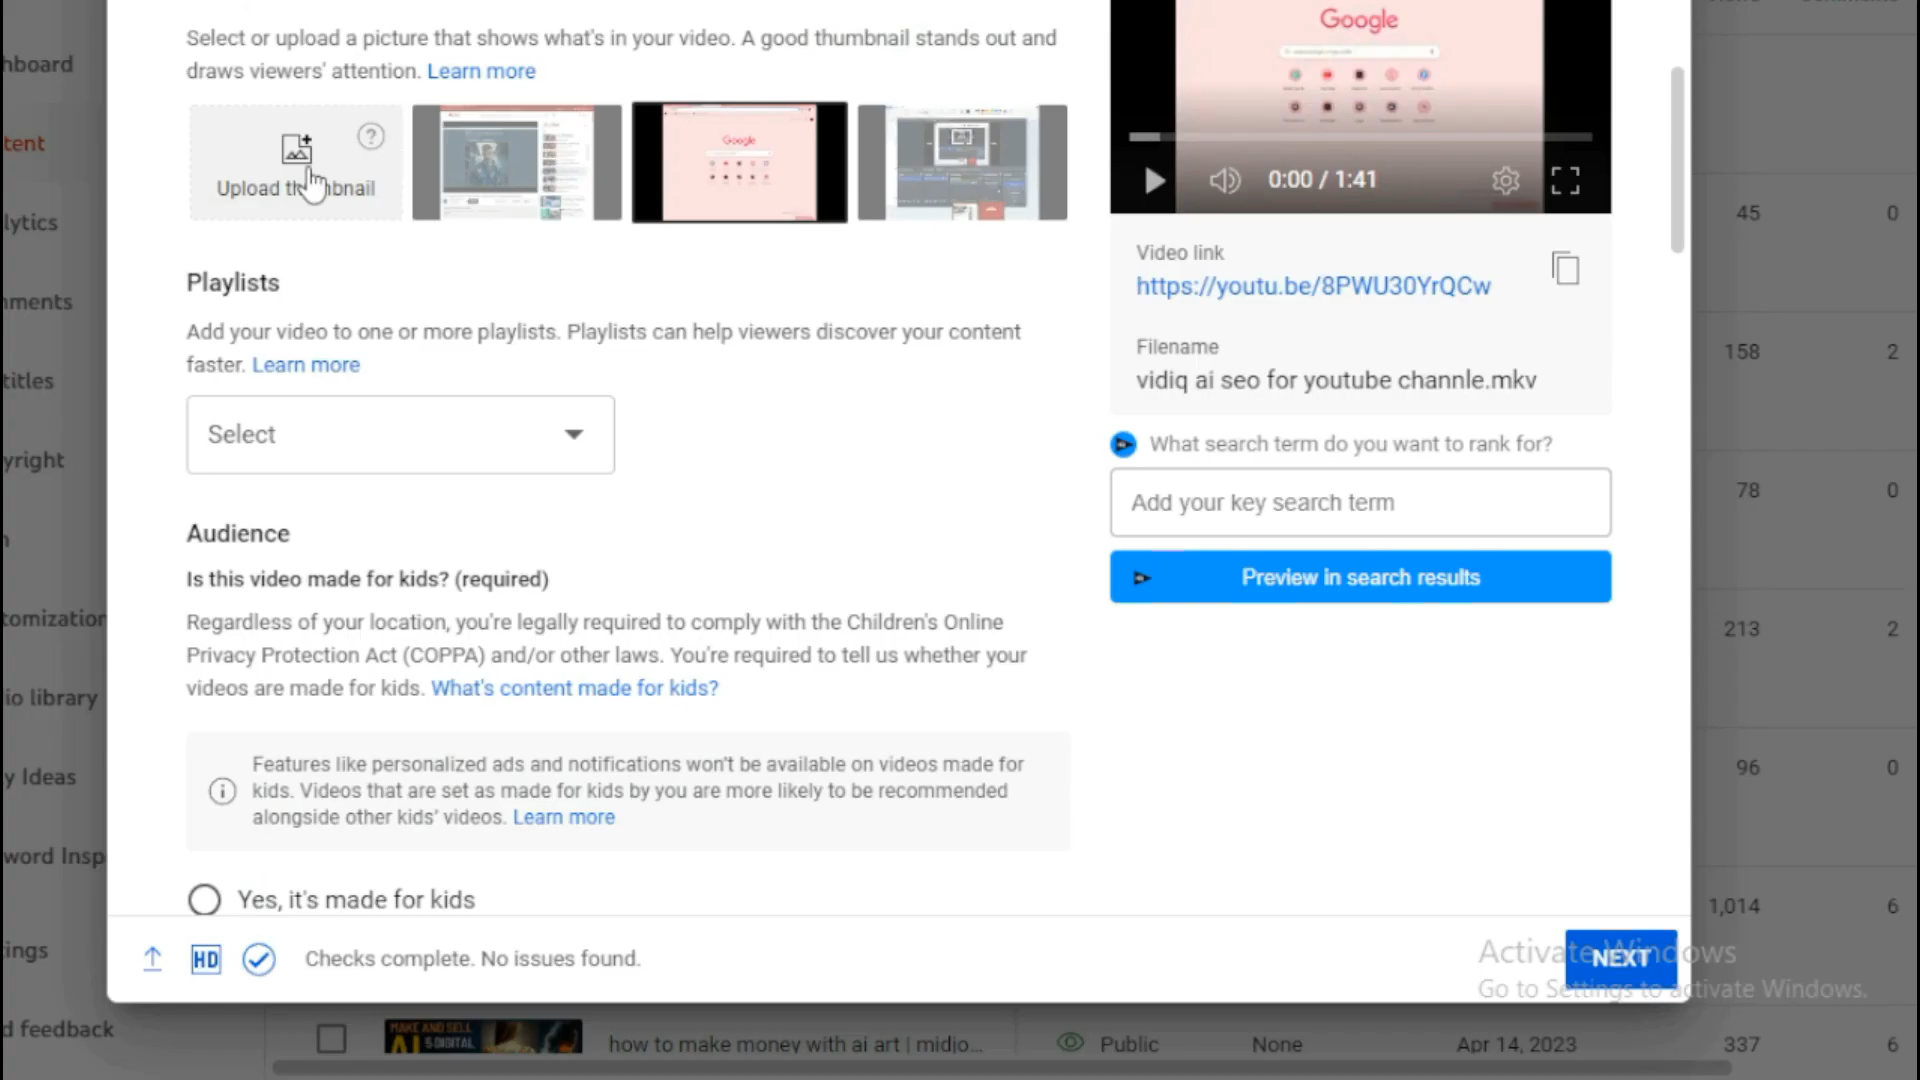 Select or upload a picture that shows what's in your video. A good thumbnail stands out and
draws viewers' attention. Learn more
Upload th bnail
Google
Playlists
Add your video to one or more playlists. Playlists can help viewers discover your content
faster. Learn more
Select
Audience
Is this video made for kids? (required)
Regardless of your location, you're legally required to comply with the Children's Online
Privacy Protection Act (COPPA) and/or other laws. You're required to tell us whether your
videos are made for kids. What's content made for kids?
Features like personalized ads and notifications won't be available on videos made for
kids. Videos that are set as made for kids by you are more likely to be recommended
alongside other kids' videos. Learn more
Yes, it's made for kids
HD
Checks complete. No issues found.
Google
0:00 / 1:41
Video link
https://youtu.be/8PWU30YrQCw
Filename
vidiq ai seo for youtube channle.mkv
What search term do you want to rank for?
Add your key search term
Preview in search results
NEXT
Activate Windows
Go to Settings to activate Windows.
hboard
tent
lytics
nments
titles
yright
n
tomization
io library
y Ideas
word Insp
ings
d feedback
45 0
158 2
78 0
213 2
96 0
1,014 6
MAKE AND SELL
AI 5 DIGITAL
how to make money with ai art | midjo...
Public
None
Apr 14, 2023
337 6